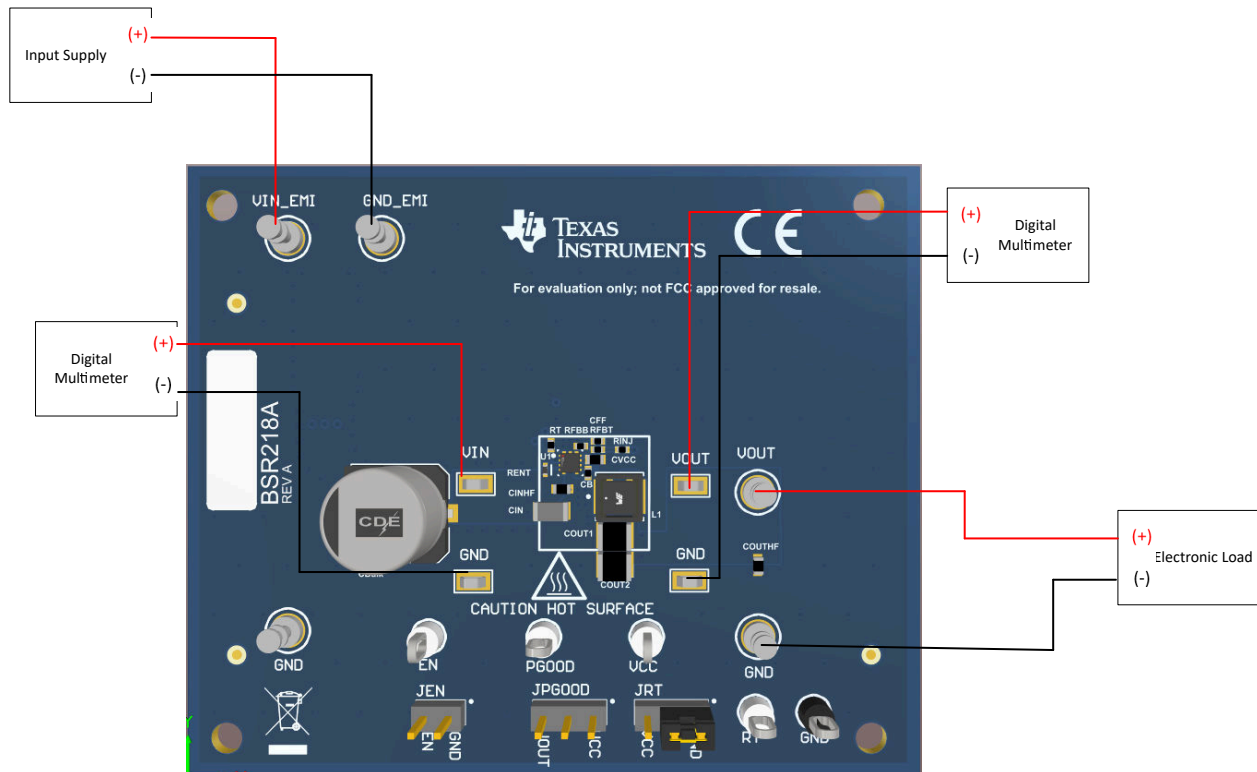 Input Supply
(+)
(-)
VIN_EMI
GND_EMI
TEXAS
INSTRUMENTS
CE
For evaluation only; not FCC approved for resale.
(+)
Digital
Multimeter
(-)
(+)
Digital
Multimeter
(-)
BSR218A
REV A
CFF
RT RFBB RFBT
U1
RINJ
CVCC
RENT
CB
CINHF
CIN
L1
COUT1
COUT2
VIN
VOUT
VOUT
CDE
GND
GND
COUTHF
(+)
Electronic Load
(-)
CAUTION HOT SURFACE
GND
EN
PGOOD
VCC
GND
JEN
JPGOOD
JRT
EN
GND
VOUT
VCC
VCC
RT
GND